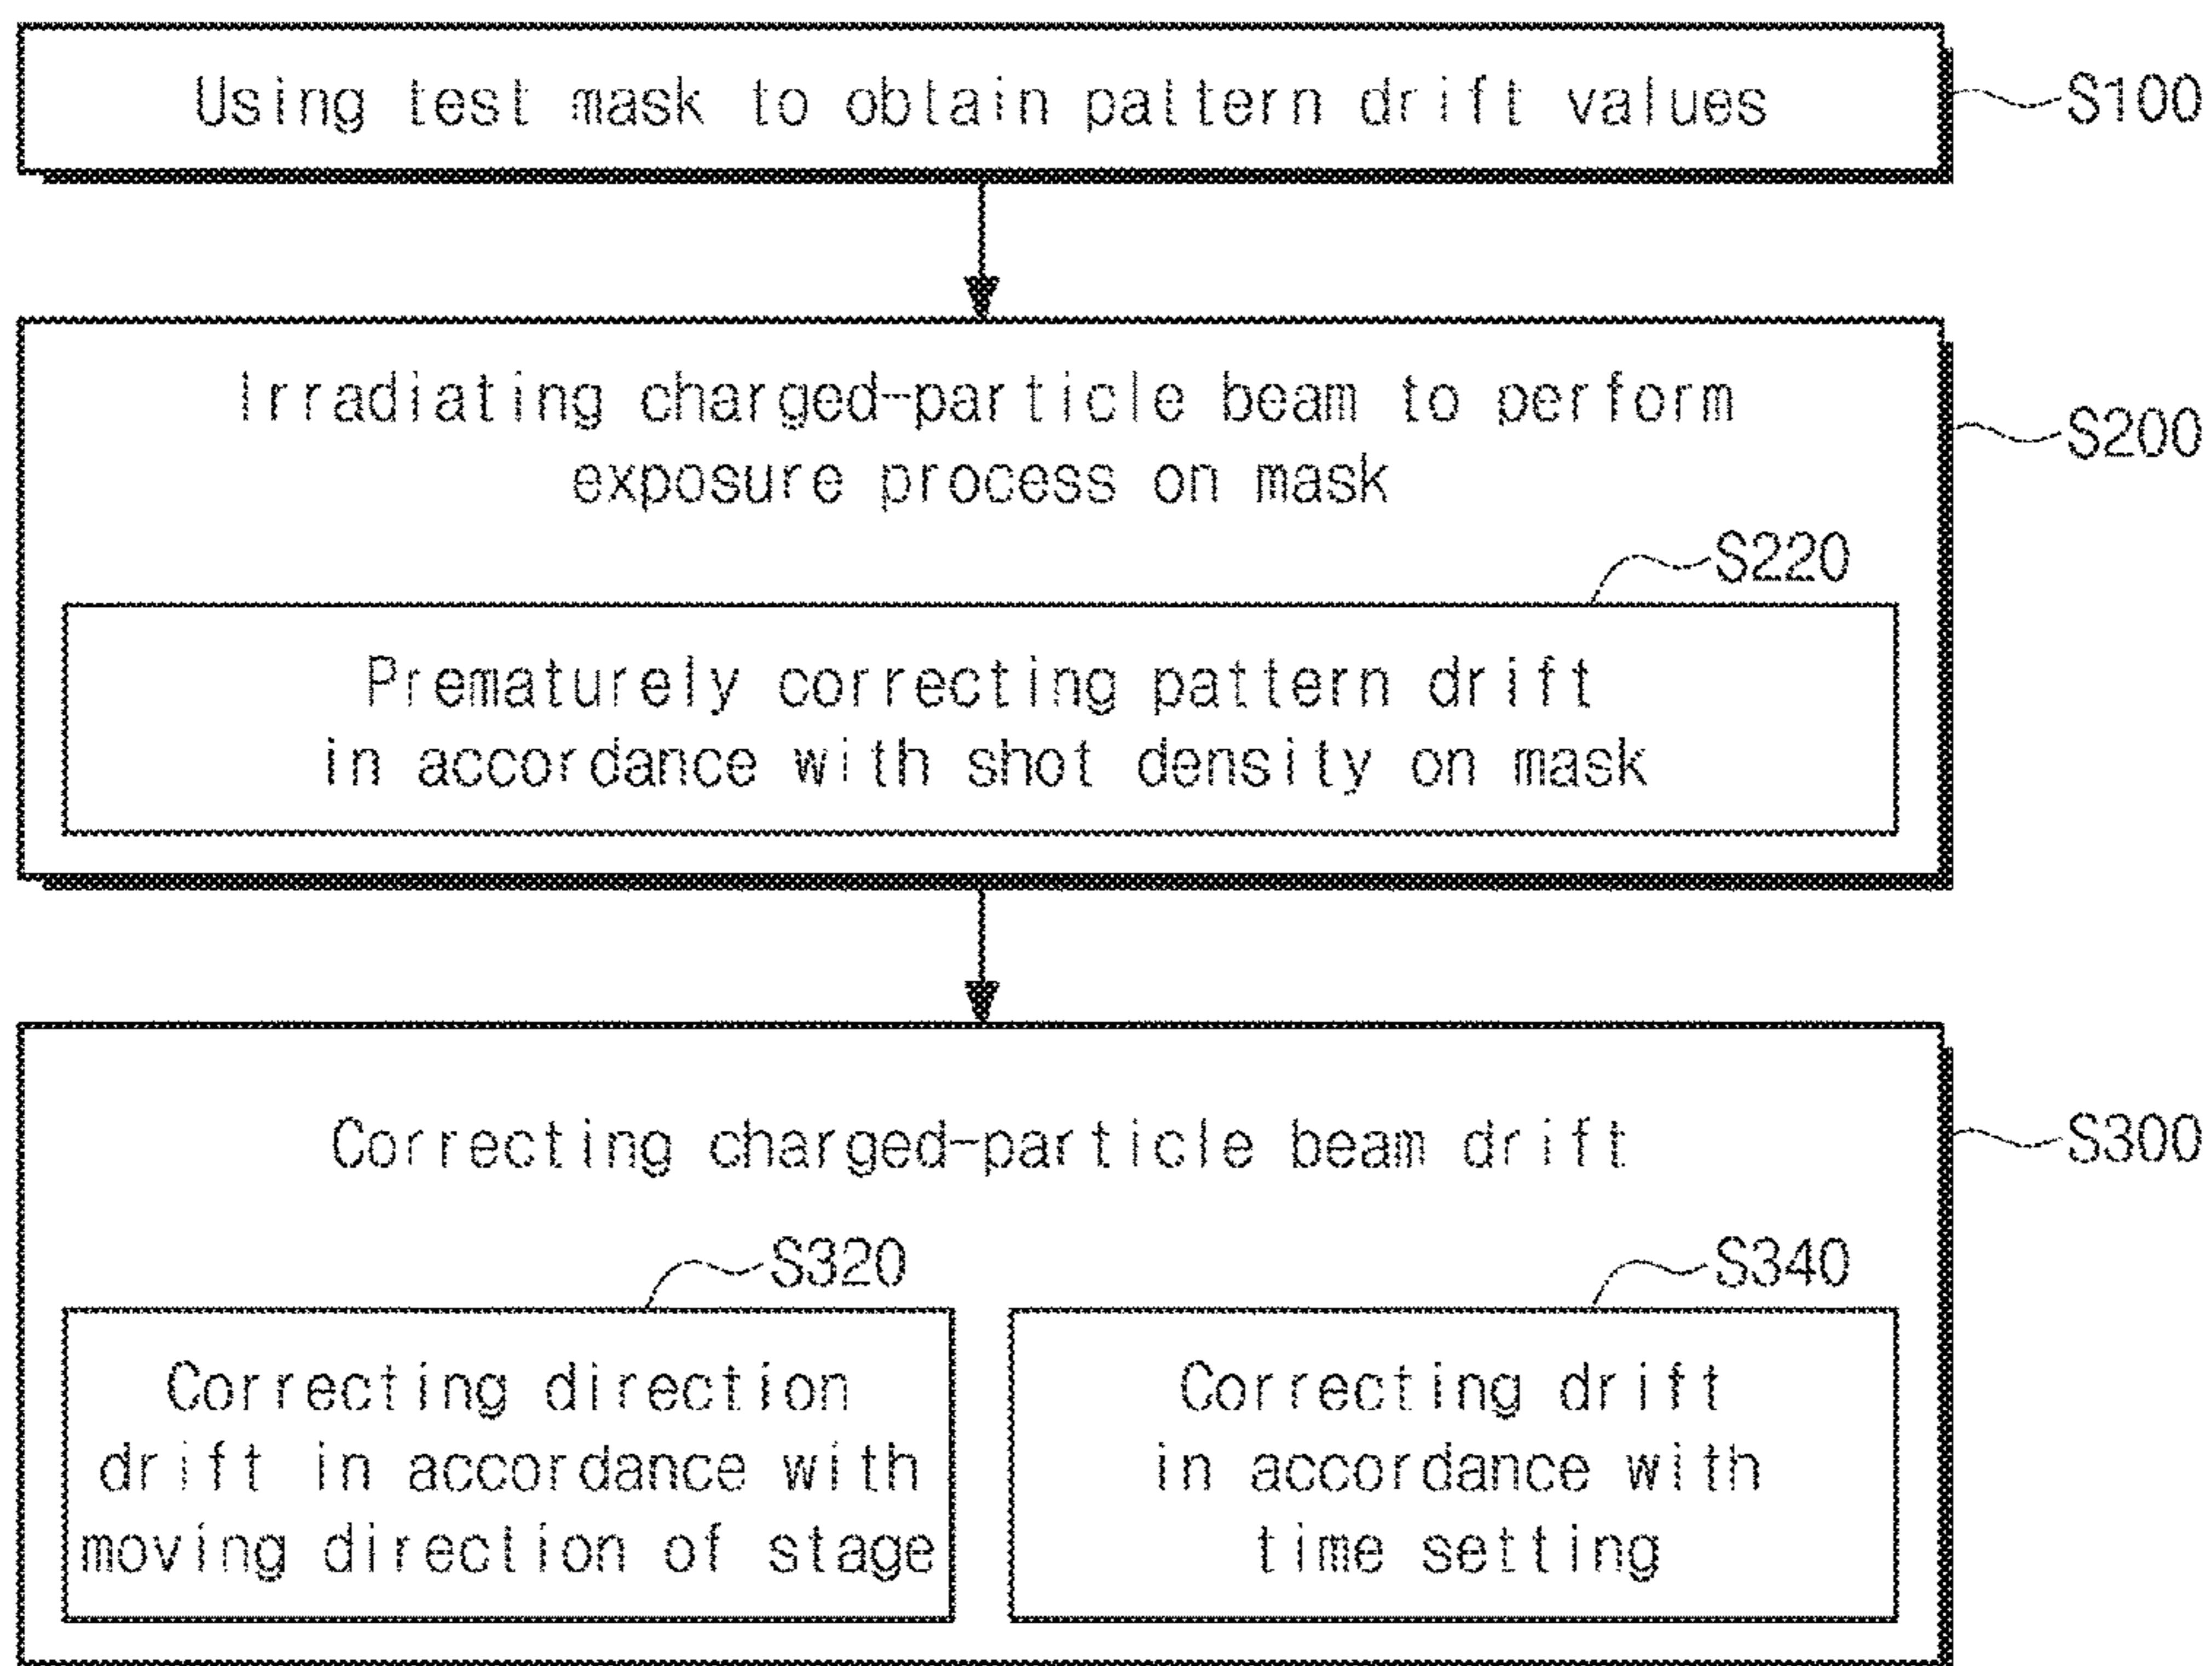 Using test mask to obtain pattern drift values
S100
Irradiating charged-particle beam to perform
exposure process on mask
S200
S220
Prematurely correcting pattern drift
in accordance with shot density on mask
Correcting charged-particle beam drift
S300
S320
Correcting direction
drift in accordance with
moving direction of stage
S340
Correcting drift
in accordance with
time setting